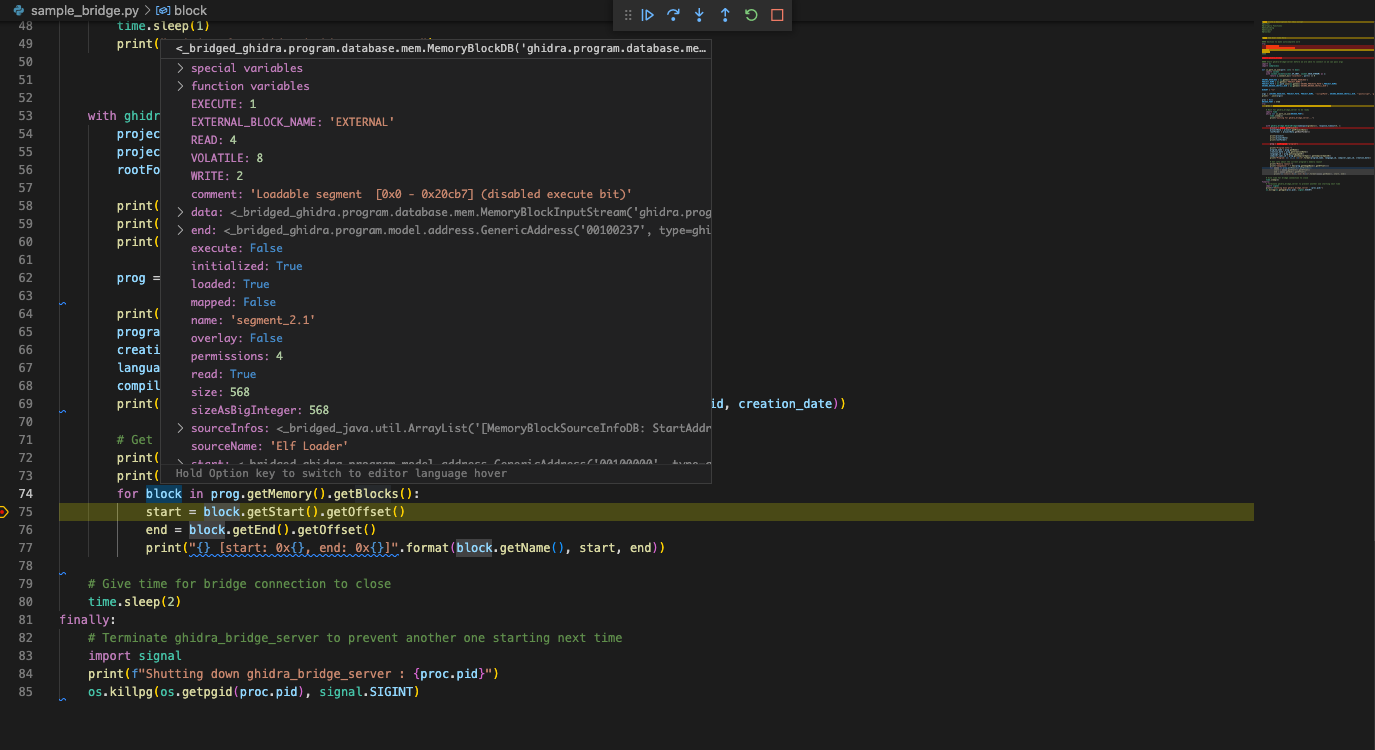 sample_bridge.py > block
48 time.sleep(1)
49 print(
<_bridged_ghidra.program.database.mem.MemoryBlockDB('ghidra.program.database.me…
> special variables
> function variables
EXECUTE: 1
EXTERNAL_BLOCK_NAME: 'EXTERNAL'
READ: 4
VOLATILE: 8
WRITE: 2
comment: 'Loadable segment  [0x0 - 0x20cb7] (disabled execute bit)'
> data: <_bridged_ghidra.program.database.mem.MemoryBlockInputStream('ghidra.prog
> end: <_bridged_ghidra.program.model.address.GenericAddress('00100237', type=ghi
execute: False
initialized: True
loaded: True
mapped: False
name: 'segment_2.1'
overlay: False
permissions: 4
read: True
size: 568
sizeAsBigInteger: 568
> sourceInfos: <_bridged_java.util.ArrayList('[MemoryBlockSourceInfoDB: StartAddr
sourceName: 'Elf Loader'
> start: <_bridged_ghidra.program.model.address.GenericAddress('00100000', type=g
Hold Option key to switch to editor language hover
50
51
52
53 with ghidr
54 projec
55 projec
56 rootFo
57
58 print(
59 print(
60 print(
61
62 prog =
63
64 print(
65 progra
66 creati
67 langua
68 compil
69 print( id, creation_date))
70
71 # Get
72 print(
73 print(
74 for block in prog.getMemory().getBlocks():
75 start = block.getStart().getOffset()
76 end = block.getEnd().getOffset()
77 print("{} [start: 0x{}, end: 0x{}]".format(block.getName(), start, end))
78
79 # Give time for bridge connection to close
80 time.sleep(2)
81 finally:
82 # Terminate ghidra_bridge_server to prevent another one starting next time
83 import signal
84 print(f"Shutting down ghidra_bridge_server : {proc.pid}")
85 os.killpg(os.getpgid(proc.pid), signal.SIGINT)